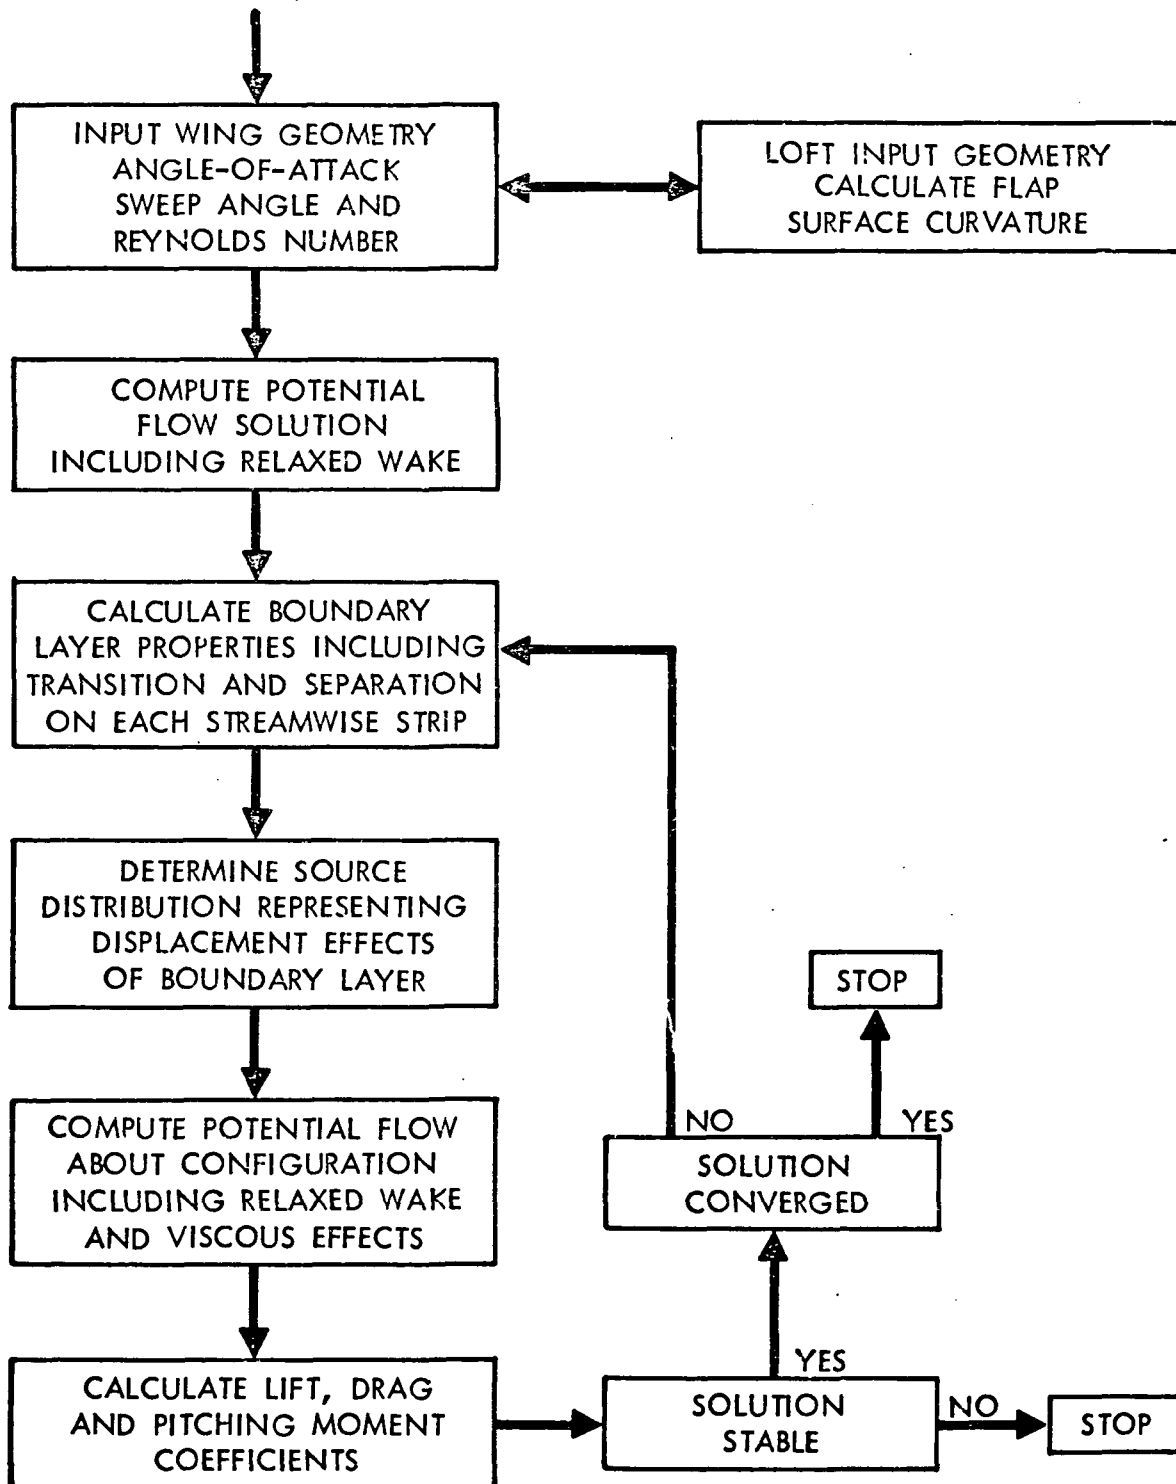 INPUT WING GEOMETRY
ANGLE-OF-ATTACK
SWEEP ANGLE AND
REYNOLDS NUMBER
LOFT INPUT GEOMETRY
CALCULATE FLAP
SURFACE CURVATURE
COMPUTE POTENTIAL
FLOW SOLUTION
INCLUDING RELAXED WAKE
CALCULATE BOUNDARY
LAYER PROPERTIES INCLUDING
TRANSITION AND SEPARATION
ON EACH STREAMWISE STRIP
DETERMINE SOURCE
DISTRIBUTION REPRESENTING
DISPLACEMENT EFFECTS
OF BOUNDARY LAYER
STOP
COMPUTE POTENTIAL FLOW
ABOUT CONFIGURATION
INCLUDING RELAXED WAKE
AND VISCOUS EFFECTS
NO
YES
SOLUTION
CONVERGED
YES
CALCULATE LIFT, DRAG
AND PITCHING MOMENT
COEFFICIENTS
SOLUTION
STABLE
NO
STOP